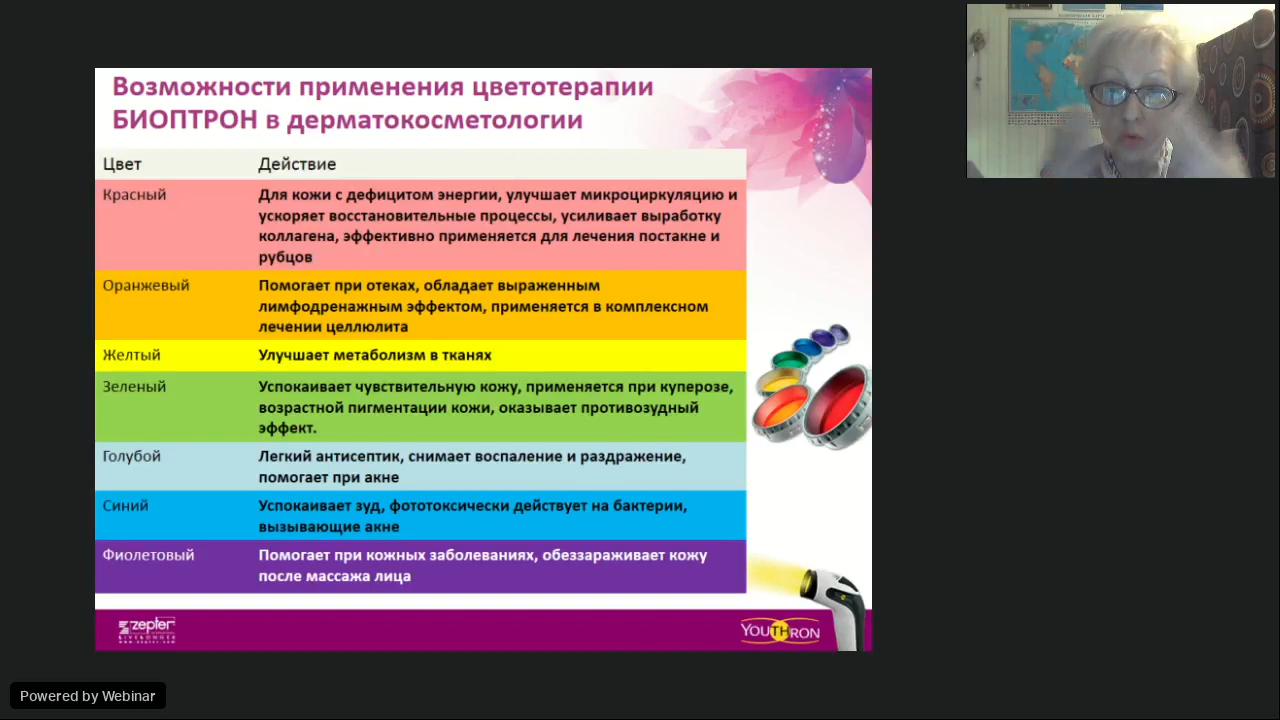 Возможности применения цветотерапии
БИОПТРОН в дерматокосметологии
Цвет Действие
Красный Для кожи с дефицитом энергии, улучшает микроциркуляцию и
ускоряет восстановительные процессы, усиливает выработку
коллагена, эффективно применяется для лечения постакне и
рубцов
Оранжевый Помогает при отеках, обладает выраженным
лимфодренажным эффектом, применяется в комплексном
лечении целлюлита
Желтый Улучшает метаболизм в тканях
Зеленый Успокаивает чувствительную кожу, применяется при куперозе,
возрастной пигментации кожи, оказывает противозудный
эффект.
Голубой Легкий антисептик, снимает воспаление и раздражение,
помогает при акне
Синий Успокаивает зуд, фототоксически действует на бактерии,
вызывающие акне
Фиолетовый Помогает при кожных заболеваниях, обеззараживает кожу
после массажа лица
zepter
www.zepter.com
YOUTHRON
Powered by Webinar